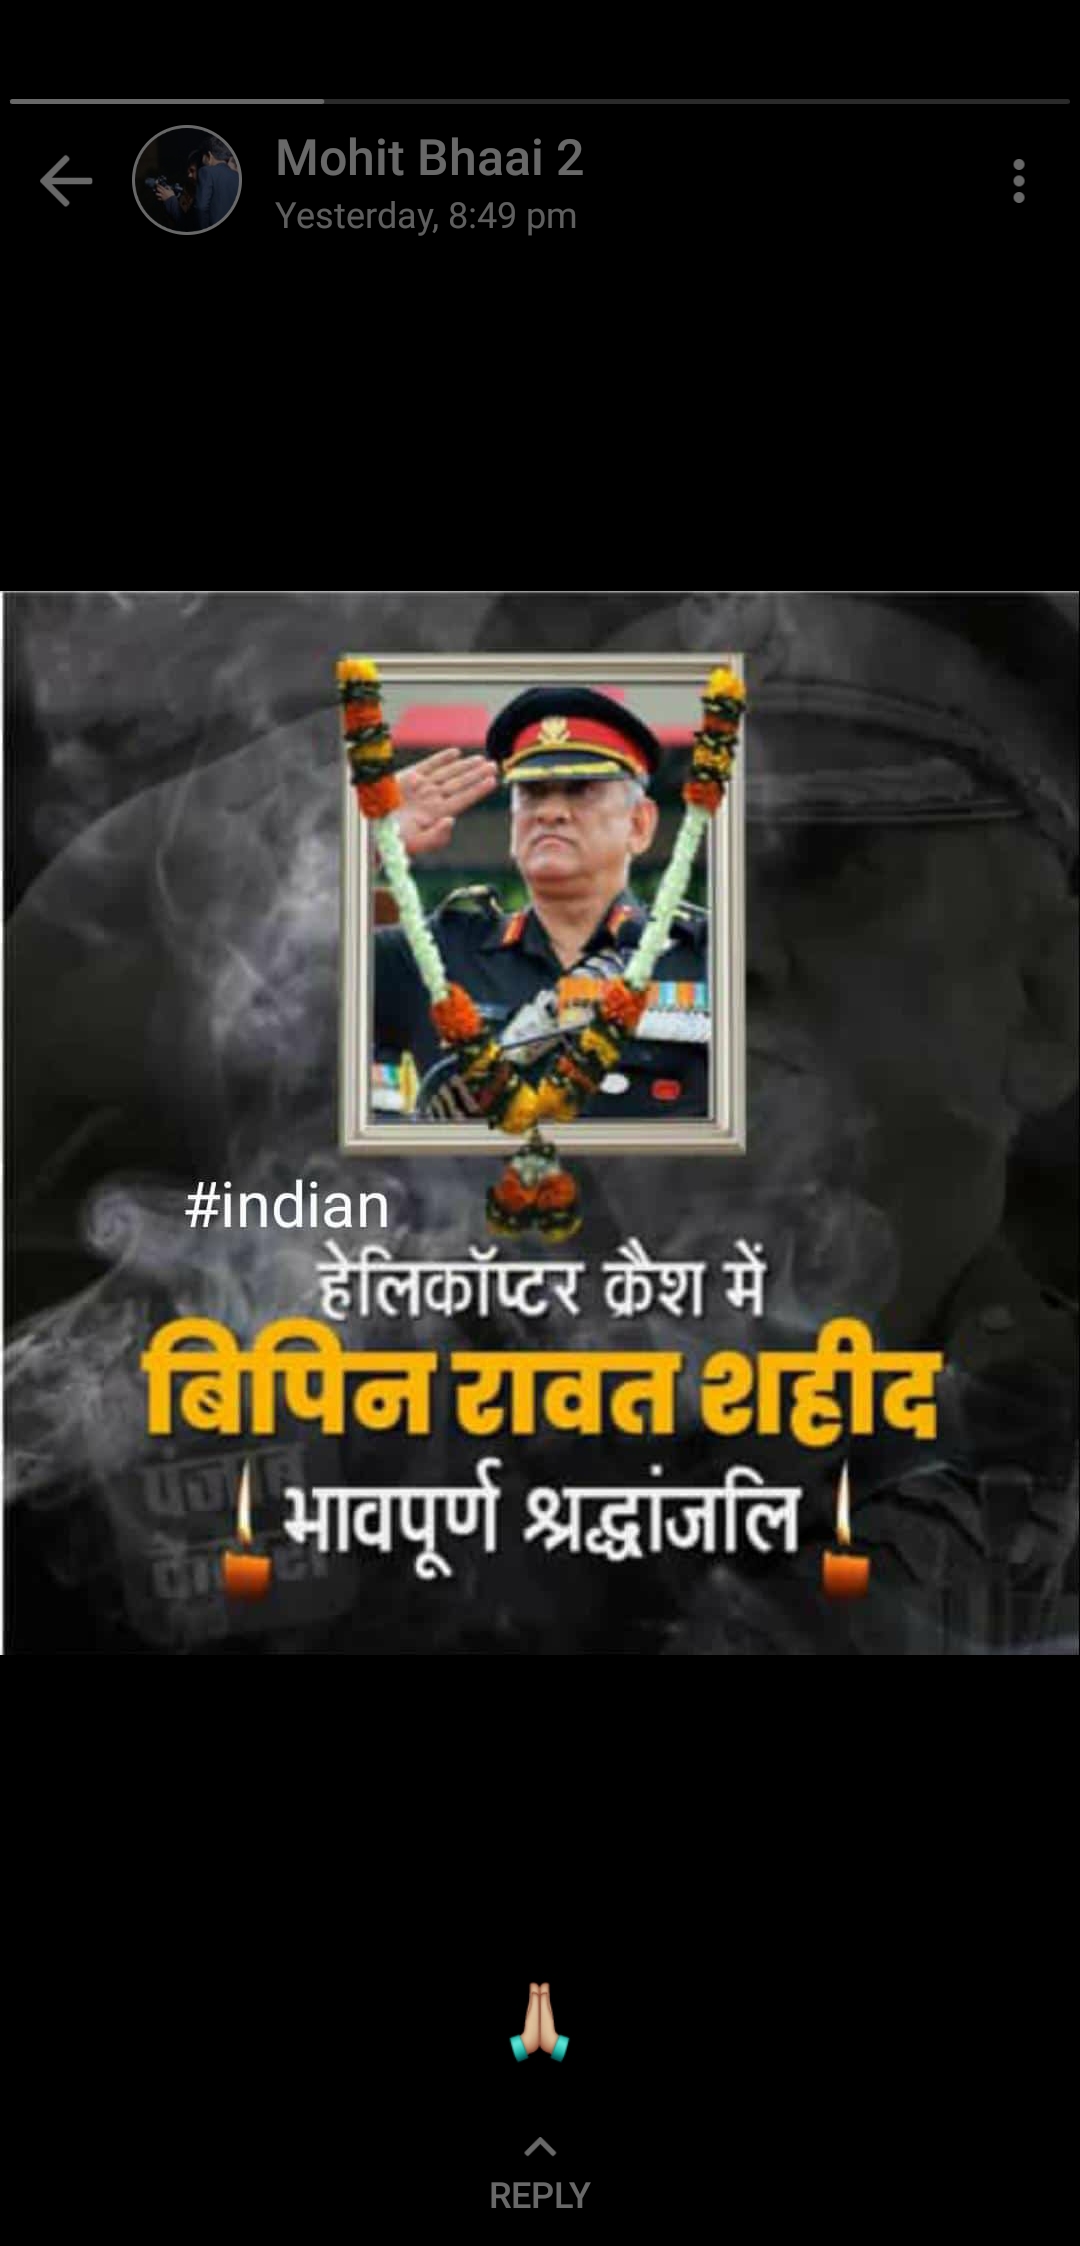 Mohit Bhaai 2
Yesterday, 8:49 pm
#indian
हेलिकॉप्टर क्रैश में
बिपिन रावत शहीद
भावपूर्ण श्रद्धांजलि
🙏🏼
REPLY